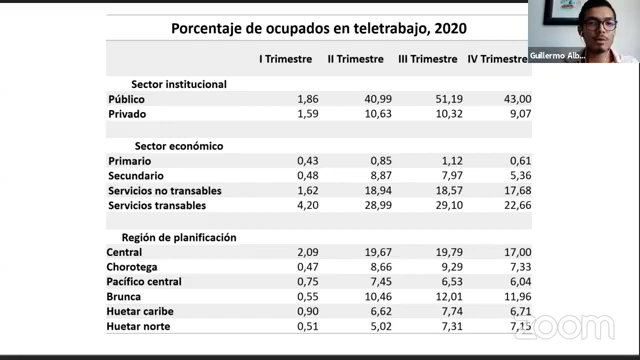 Porcentaje de ocupados en teletrabajo, 2020
I Trimestre II Trimestre III Trimestre IV Trimestre
Guillermo Alb...
Sector institucional
Público 1,86 40,99 51,19 43,00
Privado 1,59 10,63 10,32 9,07
Sector económico
Primario 0,43 0,85 1,12 0,61
Secundario 0,48 8,87 7,97 5,36
Servicios no transables 1,62 18,94 18,57 17,68
Servicios transables 4,20 28,99 29,10 22,66
Región de planificación
Central 2,09 19,67 19,79 17,00
Chorotega 0,47 8,66 9,29 7,33
Pacífico central 0,75 7,45 6,53 6,04
Brunca 0,55 10,46 12,01 11,96
Huetar caribe 0,90 6,62 7,74 6,71
Huetar norte 0,51 5,02 7,31 7,15
zoom